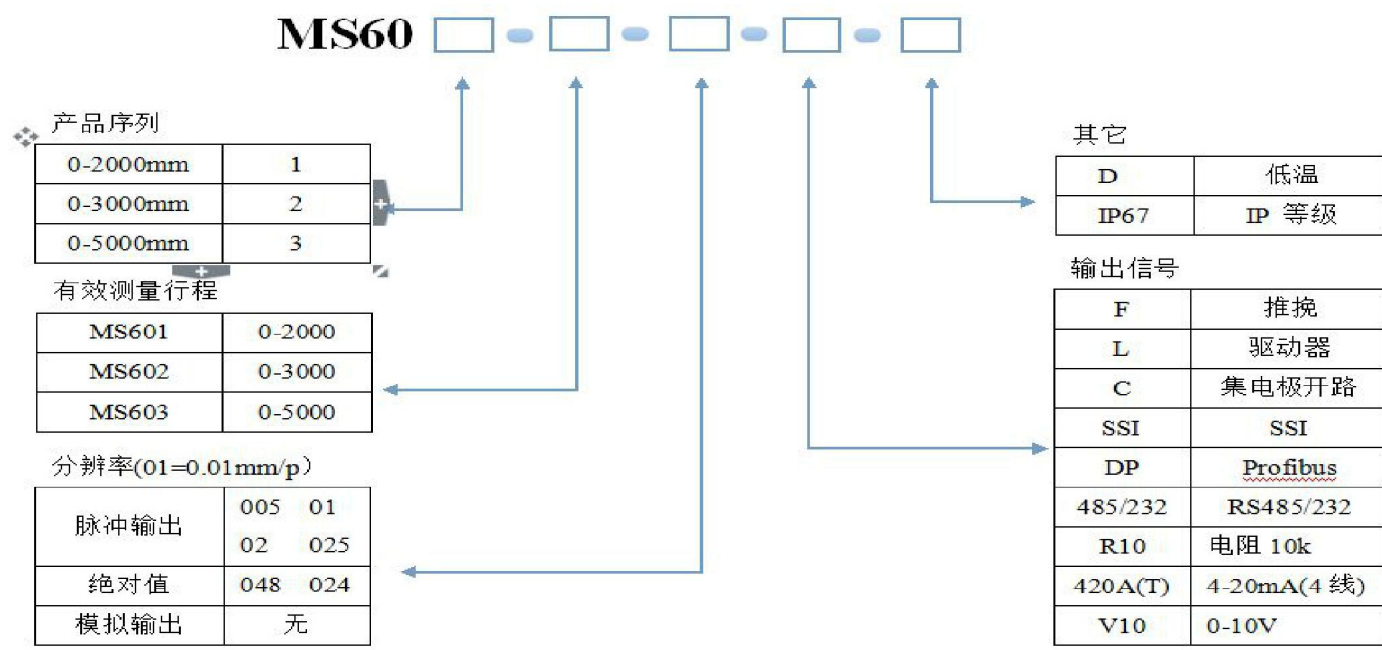 MS60
产品序列
0-2000mm 1
0-3000mm 2
0-5000mm 3
有效测量行程
MS601 0-2000
MS602 0-3000
MS603 0-5000
分辨率(01=0.01mm/p）
脉冲输出 005 01
02 025
绝对值 048 024
模拟输出 无
其它
D 低温
IP67 IP 等级
输出信号
F 推挽
L 驱动器
C 集电极开路
SSI SSI
DP Profibus
485/232 RS485/232
R10 电阻 10k
420A(T) 4-20mA(4 线)
V10 0-10V